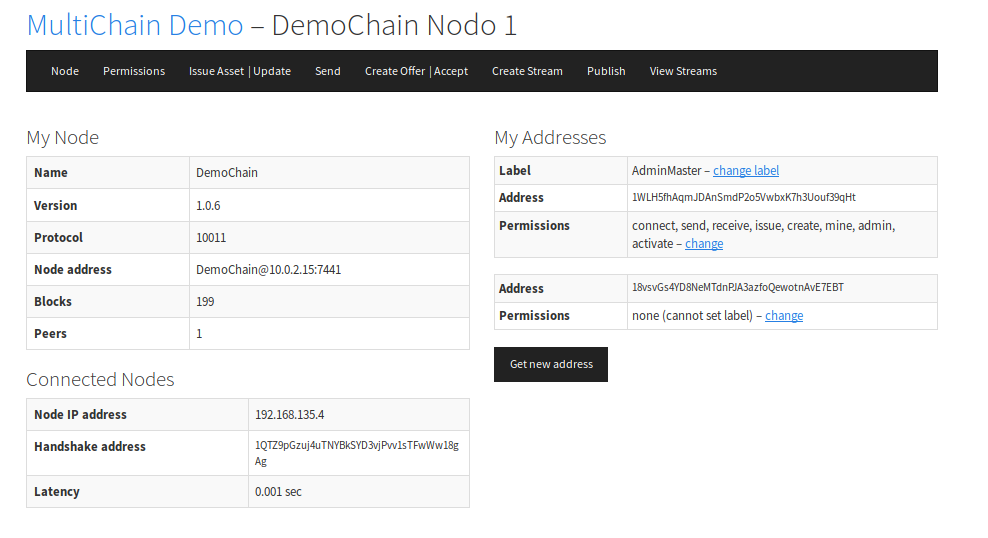 MultiChain Demo – DemoChain Nodo 1
Node Permissions Issue Asset | Update Send Create Offer | Accept Create Stream Publish View Streams
My Node
Name DemoChain
Version 1.0.6
Protocol 10011
Node address DemoChain@10.0.2.15:7441
Blocks 199
Peers 1
Connected Nodes
Node IP address 192.168.135.4
Handshake address 1QTZ9pGzuj4uTNYBkSYD3vjPvv1sTFwWw18g
Ag
Latency 0.001 sec
My Addresses
Label AdminMaster – change label
Address 1WLH5fhAqmJDAnSmdP2o5VwbxK7h3Uouf39qHt
Permissions connect, send, receive, issue, create, mine, admin,
activate – change
Address 18vsvGs4YD8NeMTdnPJA3azfoQewotnAvE7EBT
Permissions none (cannot set label) – change
Get new address